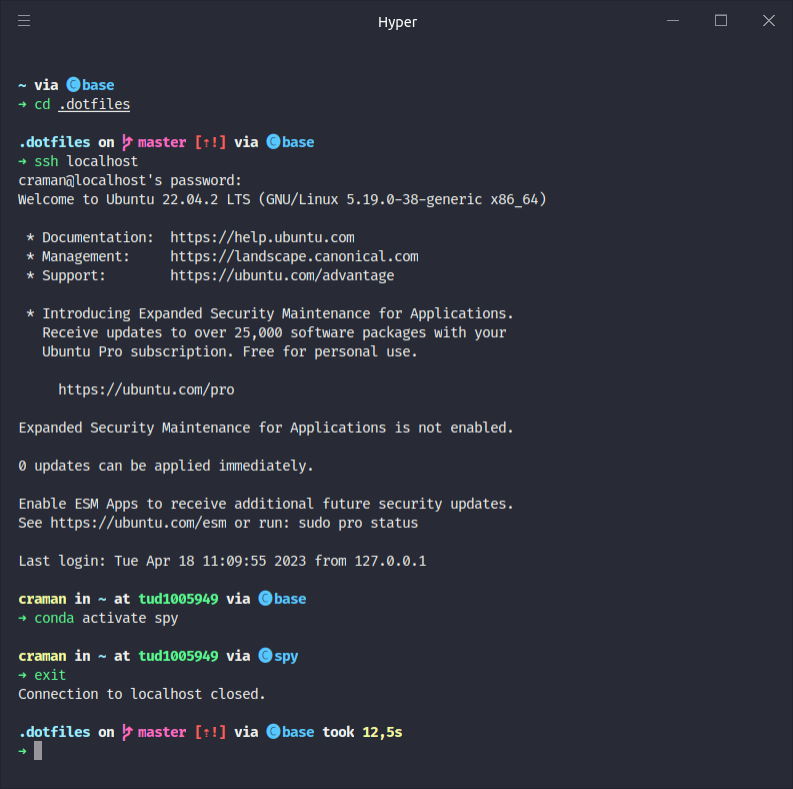 Hyper
~ via 🅒 base
➜ cd .dotfiles
.dotfiles on master [⇡!] via 🅒 base
➜ ssh localhost
craman@localhost's password:
Welcome to Ubuntu 22.04.2 LTS (GNU/Linux 5.19.0-38-generic x86_64)
* Documentation:  https://help.ubuntu.com
* Management:     https://landscape.canonical.com
* Support:        https://ubuntu.com/advantage
* Introducing Expanded Security Maintenance for Applications.
Receive updates to over 25,000 software packages with your
Ubuntu Pro subscription. Free for personal use.
https://ubuntu.com/pro
Expanded Security Maintenance for Applications is not enabled.
0 updates can be applied immediately.
Enable ESM Apps to receive additional future security updates.
See https://ubuntu.com/esm or run: sudo pro status
Last login: Tue Apr 18 11:09:55 2023 from 127.0.0.1
craman in ~ at tud1005949 via 🅒 base
➜ conda activate spy
craman in ~ at tud1005949 via 🅒 spy
➜ exit
Connection to localhost closed.
.dotfiles on master [⇡!] via 🅒 base took 12,5s
➜